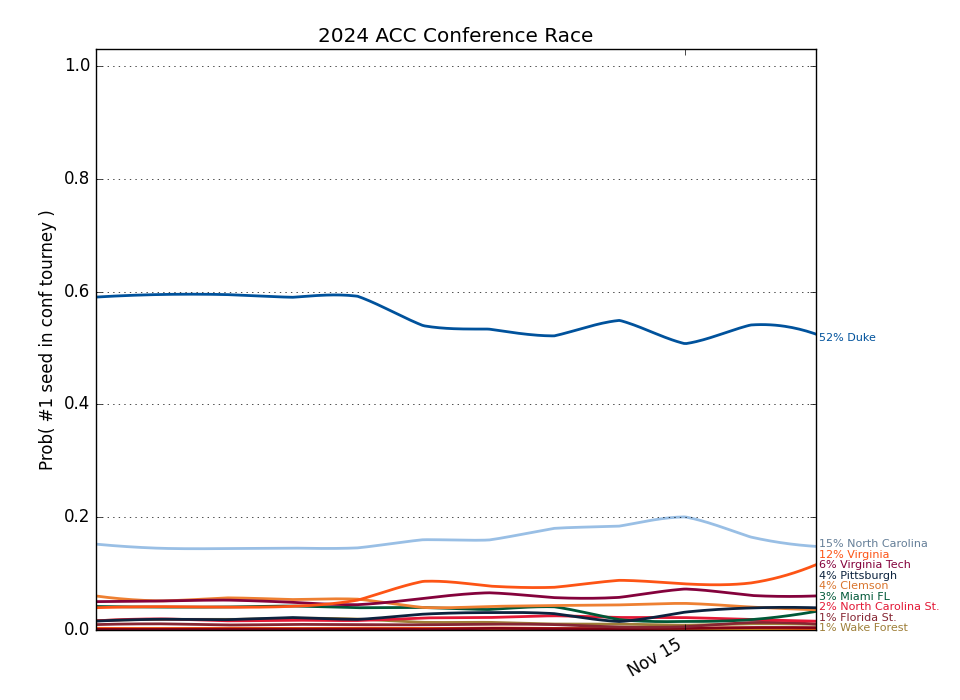 2024 ACC Conference Race
Prob( #1 seed in conf tourney )
1.0
0.8
0.6
0.4
0.2
0.0
Nov 15
52% Duke
15% North Carolina
12% Virginia
6% Virginia Tech
4% Pittsburgh
4% Clemson
3% Miami FL
2% North Carolina St.
1% Florida St.
1% Wake Forest